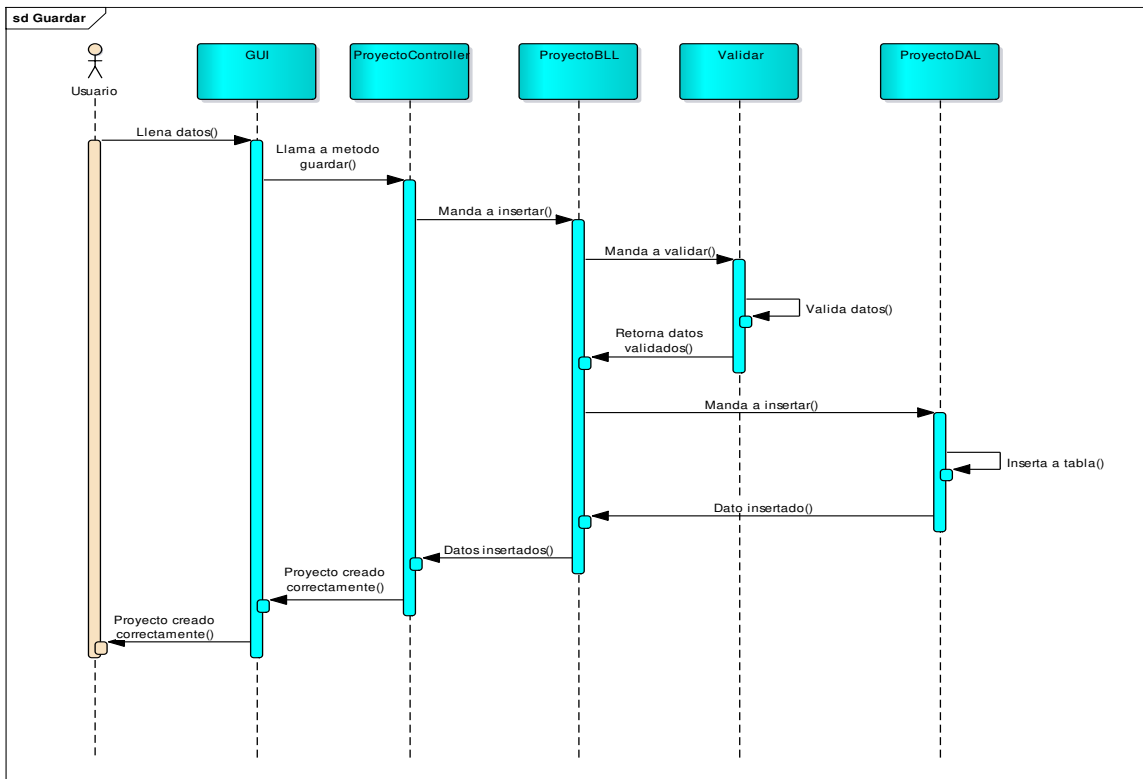 sd Guardar
Usuario
GUI
ProyectoController
ProyectoBLL
Validar
ProyectoDAL
Llena datos()
Llama a metodo
guardar()
Manda a insertar()
Manda a validar()
Valida datos()
Retorna datos
validados()
Manda a insertar()
Inserta a tabla()
Dato insertado()
Datos insertados()
Proyecto creado
correctamente()
Proyecto creado
correctamente()